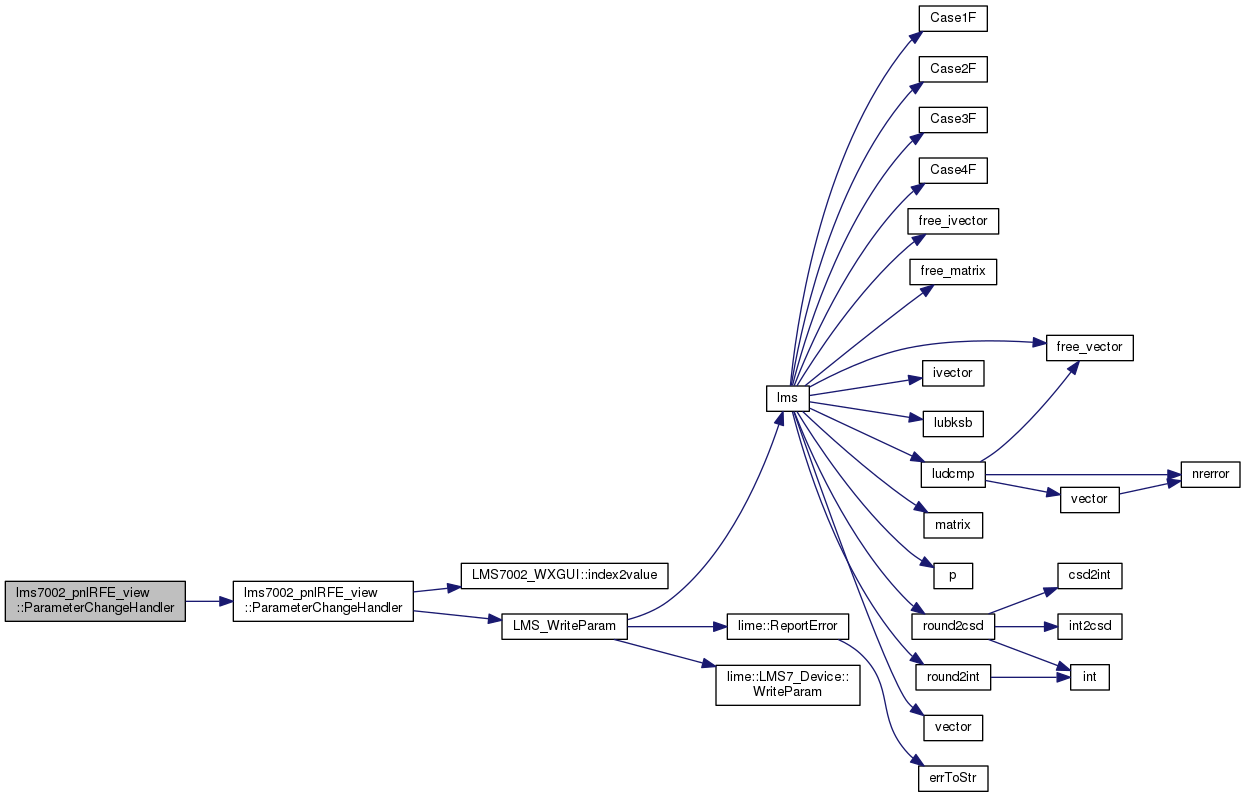 Case1F
Case2F
Case3F
Case4F
free_ivector
free_matrix
free_vector
ivector
lms
lubksb
ludcmp
nrerror
vector
matrix
p
csd2int
LMS7002_WXGUI::index2value
lms7002_pnlRFE_view
::ParameterChangeHandler
lms7002_pnlRFE_view
::ParameterChangeHandler
LMS_WriteParam
lime::ReportError
round2csd
int2csd
lime::LMS7_Device::
WriteParam
round2int
int
vector
errToStr